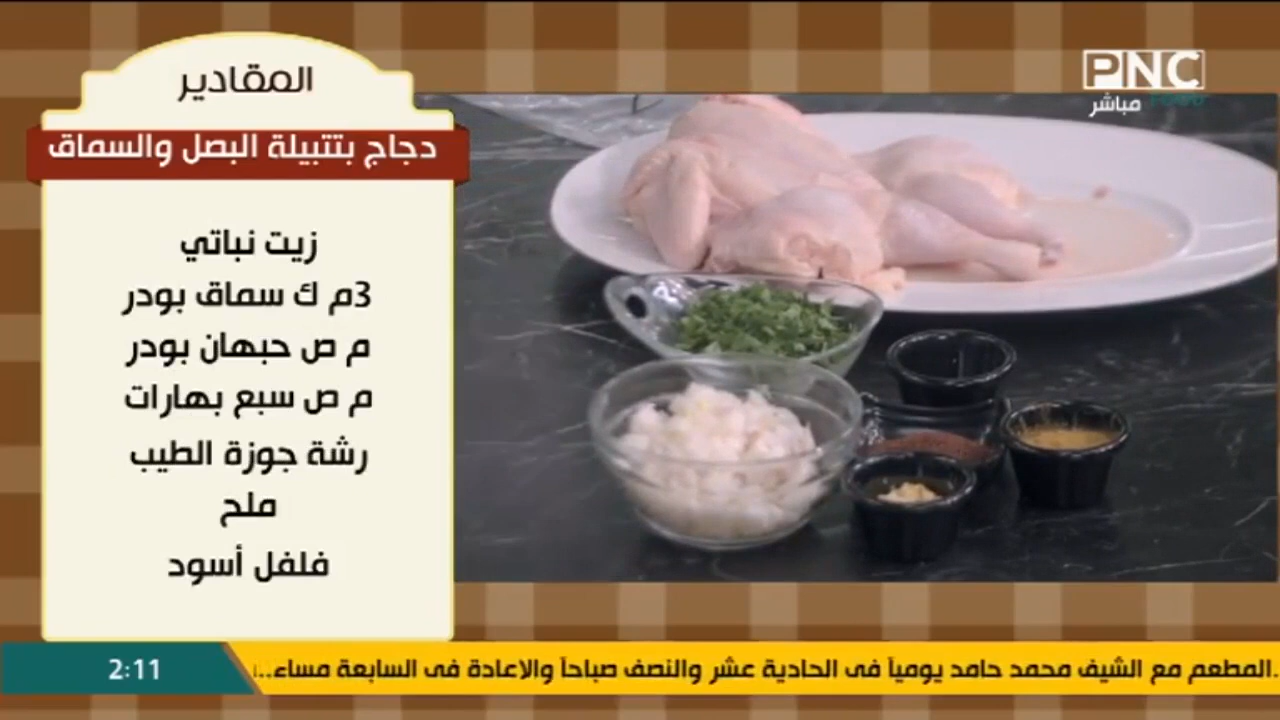 المقادير
دجاج بتتبيلة البصل والسماق
زيت نباتي
3م ك سماق بودر
م ص حبهان بودر
م ص سبع بهارات
رشة جوزة الطيب
ملح
فلفل أسود
PNC
FOOD
مباشر
.المطعم مع الشيف محمد حامد يومياً فى الحادية عشر والنصف صباحاً والاعادة فى السابعة مساء..
2:11